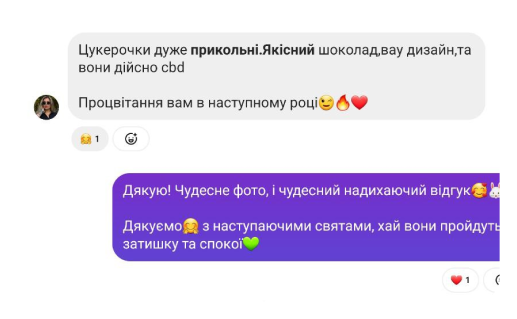 Цукерочки дуже прикольні.Якісний шоколад,вау дизайн,та
вони дійсно cbd
Процвітання вам в наступному році😉🔥❤️
🤗 1
Дякую! Чудесне фото, і чудесний надихаючий відгук🥰🐰
Дякуємо🤗 з наступаючими святами, хай вони пройдуть
затишку та спокої💚
❤️ 1